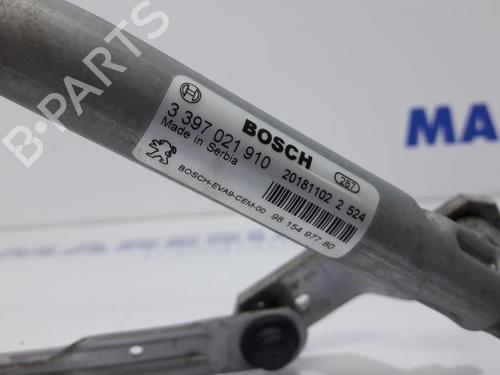 BOSCH
3 397 021 910
Made in Serbia
287
20181102 2 524
BOSCH-EVA9-CEM-00 98 154 977 80
B-PARTS
MA